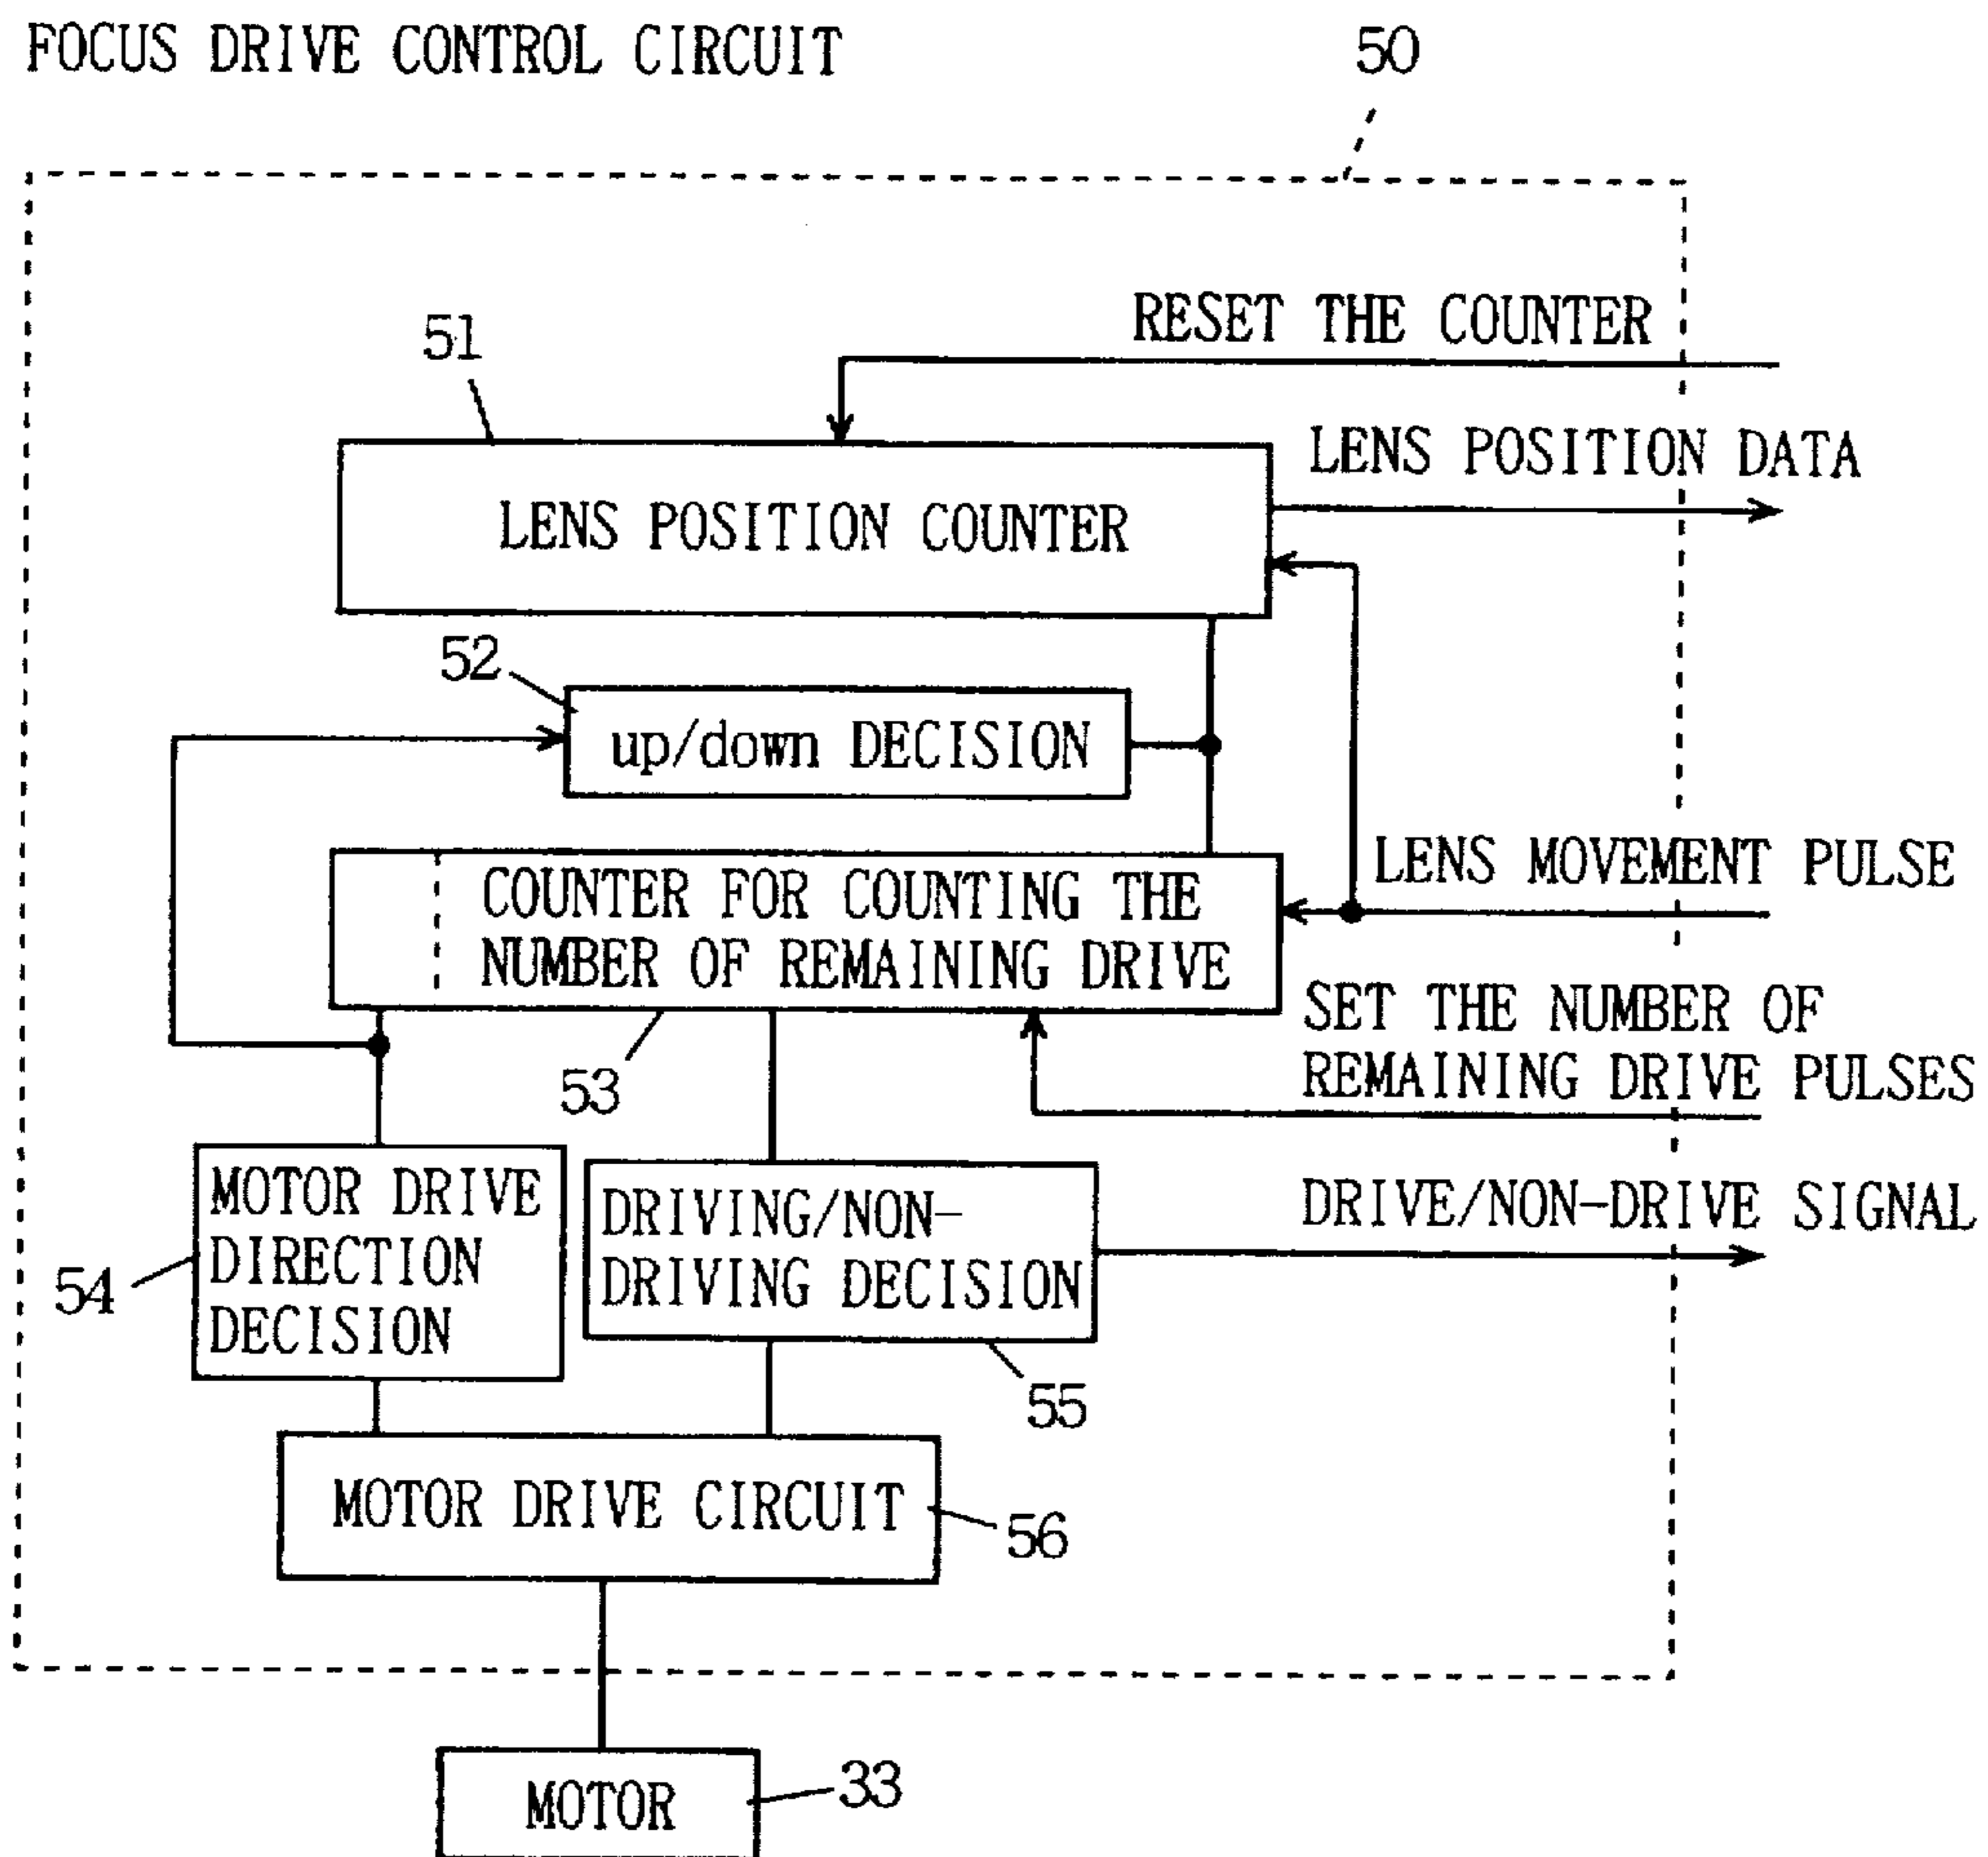 FOCUS DRIVE CONTROL CIRCUIT
50
RESET THE COUNTER
51
LENS POSITION DATA
LENS POSITION COUNTER
52
up/down DECISION
LENS MOVEMENT PULSE
COUNTER FOR COUNTING THE
NUMBER OF REMAINING DRIVE
SET THE NUMBER OF
REMAINING DRIVE PULSES
53
MOTOR DRIVE
DIRECTION
DECISION
54
DRIVING/NON-
DRIVING DECISION
DRIVE/NON-DRIVE SIGNAL
55
MOTOR DRIVE CIRCUIT
56
MOTOR
33